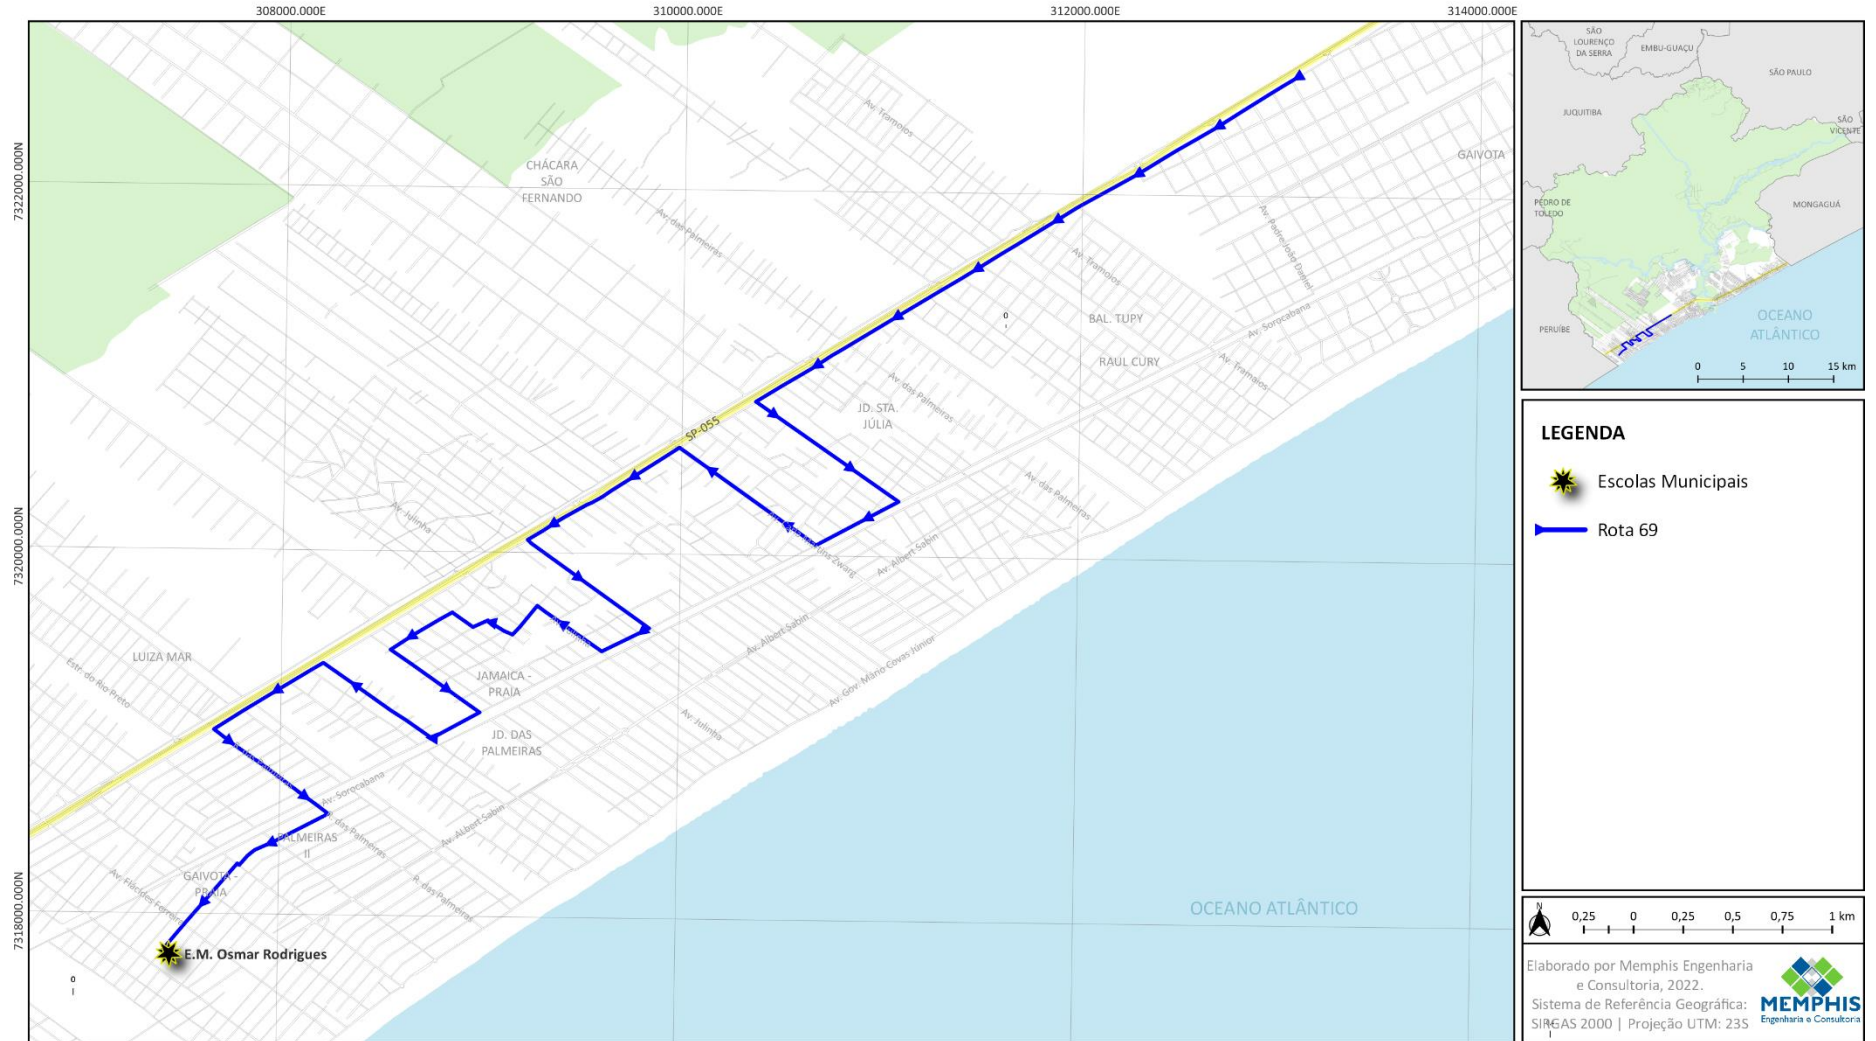 308000.000E
310000.000E
312000.000E
314000.000E
7322000.000N
7320000.000N
7318000.000N
Av. Tramoios
CHÁCARA
SÃO
FERNANDO
Av. das Palmeiras
GAIVOTA
Av. Padre João Daniel
Av. Tramoios
0
BAL. TUPY
Av. Sorocabana
RAUL CURY
Av. Tramoios
Av. das Palmeiras
JD. STA.
JÚLIA
SP-055
Av. das Palmeiras
Av. Julinha
Zwarg
Av. Albert Sabin
Av. Albert Sabin
LUIZA MAR
Estr. do Rio Preto
Av. Gov. Mário Covas Júnior
JAMAICA -
PRAIA
Av. Julinha
JD. DAS
PALMEIRAS
Av. Sorocabana
Av. Albert Sabin
R. das Palmeiras
PALMEIRAS
II
GAIVOTA -
PRAIA
Av. Flácides Ferreira
R. das Palmeiras
OCEANO ATLÂNTICO
E.M. Osmar Rodrigues
0
SÃO
LOURENÇO
DA SERRA
EMBU-GUAÇU
SÃO PAULO
JUQUITIBA
SÃO
VICENTE
PEDRO DE
TOLEDO
MONGAGUÁ
PERUÍBE
OCEANO
ATLÂNTICO
0 5 10 15 km
LEGENDA
Escolas Municipais
Rota 69
N
0,25 0 0,25 0,5 0,75 1 km
Elaborado por Memphis Engenharia
e Consultoria, 2022.
Sistema de Referência Geográfica:
SIRGAS 2000 | Projeção UTM: 23S
MEMPHIS
Engenharia e Consultoria